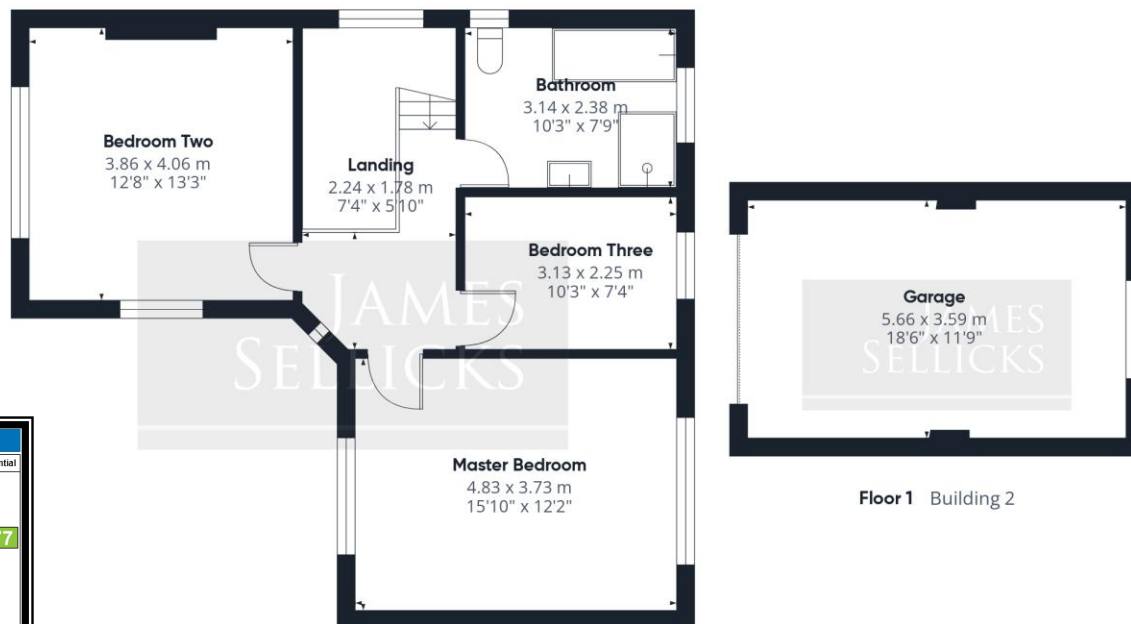 Bedroom Two
3.86 x 4.06 m
12'8" x 13'3"
Landing
2.24 x 1.78 m
7'4" x 5'10"
Bathroom
3.14 x 2.38 m
10'3" x 7'9"
Bedroom Three
3.13 x 2.25 m
10'3" x 7'4"
Master Bedroom
4.83 x 3.73 m
15'10" x 12'2"
JAMES
SELLICKS
Garage
5.66 x 3.59 m
18'6" x 11'9"
JAMES
SELLICKS
Floor 1 Building 2